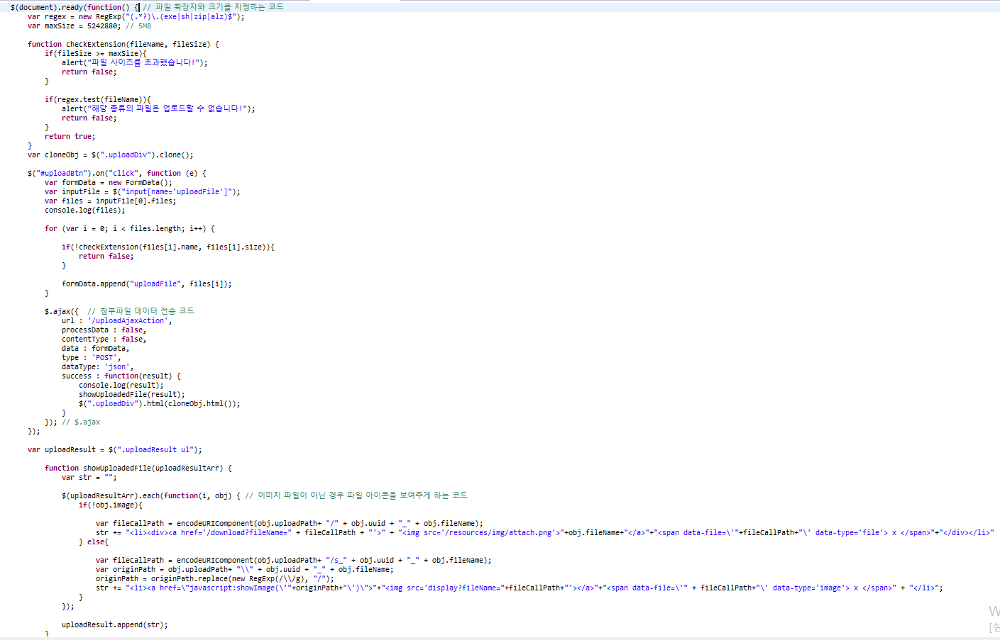 $(document).ready(function() { // 파일 확장자와 크기를 지정하는 코드
    var regex = new RegExp("(.*?)\.(exe|sh|zip|alz)$");
    var maxSize = 5242880; // 5MB

    function checkExtension(fileName, fileSize) {
        if(fileSize >= maxSize){
            alert("파일 사이즈를 초과했습니다!");
            return false;
        }

        if(regex.test(fileName)){
            alert("해당 종류의 파일은 업로드할 수 없습니다!");
            return false;
        }
        return true;
    }
    var cloneObj = $(".uploadDiv").clone();

    $("#uploadBtn").on("click", function (e) {
        var formData = new FormData();
        var inputFile = $("input[name='uploadFile']");
        var files = inputFile[0].files;
        console.log(files);

        for (var i = 0; i < files.length; i++) {

            if(!checkExtension(files[i].name, files[i].size)){
                return false;
            }

            formData.append("uploadFile", files[i]);
        }

        $.ajax({  // 첨부파일 데이터 전송 코드
            url : '/uploadAjaxAction',
            processData : false,
            contentType : false,
            data : formData,
            type : 'POST',
            dataType: 'json',
            success : function(result) {
                console.log(result);
                showUploadedFile(result);
                $(".uploadDiv").html(cloneObj.html());
            }
        }); // $.ajax
    });

    var uploadResult = $(".uploadResult ul");

        function showUploadedFile(uploadResultArr) {
            var str = "";

            $(uploadResultArr).each(function(i, obj) { // 이미지 파일이 아닌 경우 파일 아이콘을 보여주게 하는 코드
                if(!obj.image){

                    var fileCallPath = encodeURIComponent(obj.uploadPath+ "/" + obj.uuid + "_" + obj.fileName);
                    str += "<li><div><a href='/download?fileName=" + fileCallPath + "'>" + "<img src='/resources/img/attach.png'>"+obj.fileName+"</a>"+"<span data-file=\'"+fileCallPath+"\' data-type='file'> x </span>"+"</div></li>"
                } else{

                    var fileCallPath = encodeURIComponent(obj.uploadPath+ "/s_" + obj.uuid + "_" + obj.fileName);
                    var originPath = obj.uploadPath+ "\\" + obj.uuid + "_" + obj.fileName;
                    originPath = originPath.replace(new RegExp(/\\/g), "/");
                    str += "<li><a href=\"javascript:showImage(\'"+originPath+"\')\">"+"<img src='display?fileName="+fileCallPath+"'></a>"+"<span data-file=\'" + fileCallPath+"\' data-type='image'> x </span>" + "</li>";
                }
            });

            uploadResult.append(str);
        }
W
[설